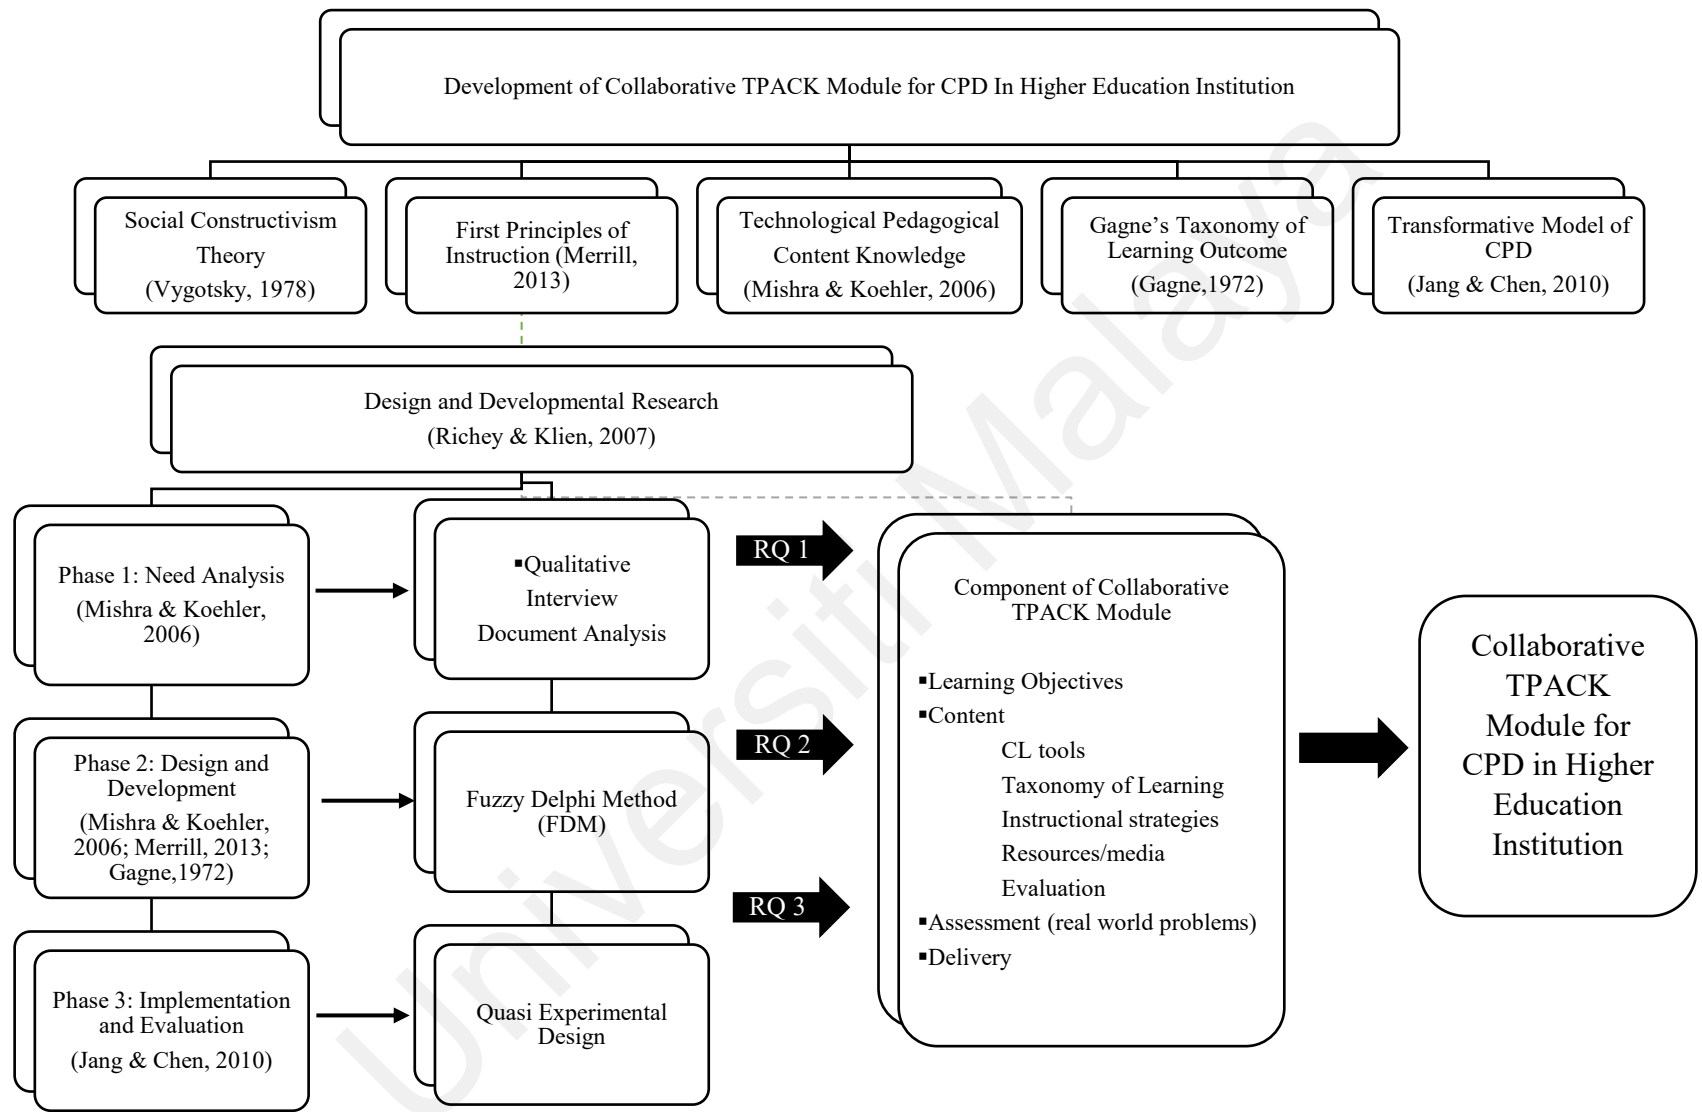 Development of Collaborative TPACK Module for CPD In Higher Education Institution
Social Constructivism
Theory
(Vygotsky, 1978)
First Principles of
Instruction (Merrill,
2013)
Technological Pedagogical
Content Knowledge
(Mishra & Koehler, 2006)
Gagne’s Taxonomy of
Learning Outcome
(Gagne,1972)
Transformative Model of
CPD
(Jang & Chen, 2010)
Design and Developmental Research
(Richey & Klien, 2007)
Phase 1: Need Analysis
(Mishra & Koehler,
2006)
▪Qualitative
Interview
Document Analysis
RQ 1
Phase 2: Design and
Development
(Mishra & Koehler,
2006; Merrill, 2013;
Gagne,1972)
Fuzzy Delphi Method
(FDM)
RQ 2
Phase 3: Implementation
and Evaluation
(Jang & Chen, 2010)
Quasi Experimental
Design
RQ 3
Component of Collaborative
TPACK Module
▪Learning Objectives
▪Content
CL tools
Taxonomy of Learning
Instructional strategies
Resources/media
Evaluation
▪Assessment (real world problems)
▪Delivery
Collaborative
TPACK
Module for
CPD in Higher
Education
Institution
Universiti Malaya